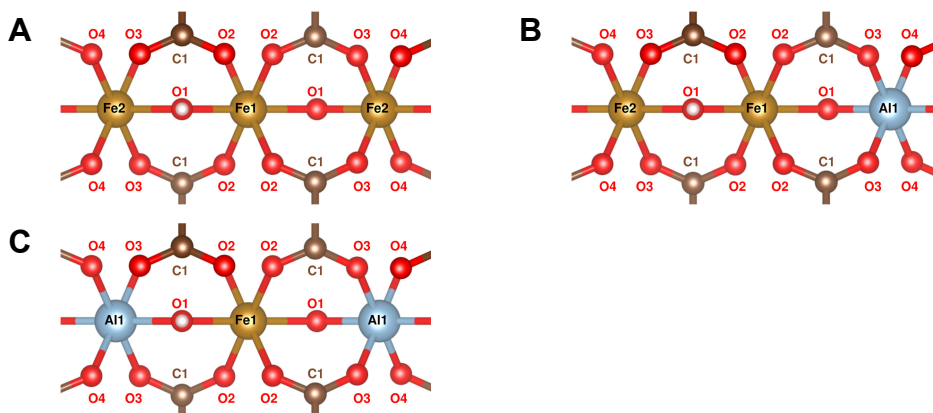 A
O4 O3 O2 O2 O3 O4
C1 C1
O1 O1
Fe2 Fe1 Fe2
C1 C1
O4 O3 O2 O2 O3 O4
B
O4 O3 O2 O2 O3 O4
C1 C1
O1 O1
Fe2 Fe1 Al1
C1 C1
O4 O3 O2 O2 O3 O4
C
O4 O3 O2 O2 O3 O4
C1 C1
O1 O1
Al1 Fe1 Al1
C1 C1
O4 O3 O2 O2 O3 O4